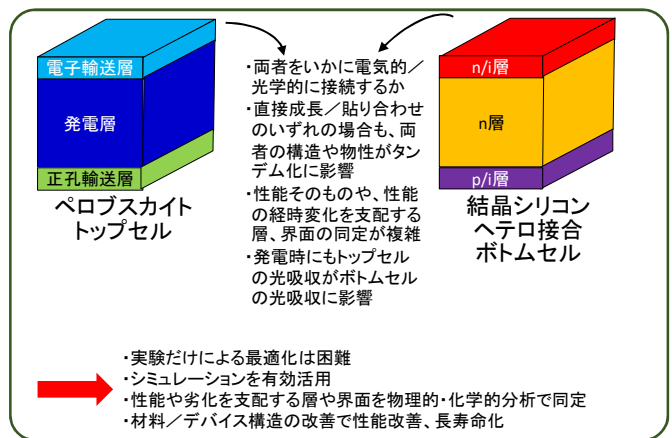 電子輸送層
発電層
正孔輸送層
ペロブスカイト
トップセル
・両者をいかに電気的／
光学的に接続するか
・直接成長／貼り合わせ
のいずれの場合も、両
者の構造や物性がタン
デム化に影響
・性能そのものや、性能
の経時変化を支配する
層、界面の同定が複雑
・発電時にもトップセル
の光吸収がボトムセル
の光吸収に影響
n/i層
n層
p/i層
結晶シリコン
ヘテロ接合
ボトムセル
・実験だけによる最適化は困難
・シミュレーションを有効活用
・性能や劣化を支配する層や界面を物理的・化学的分析で同定
・材料／デバイス構造の改善で性能改善、長寿命化